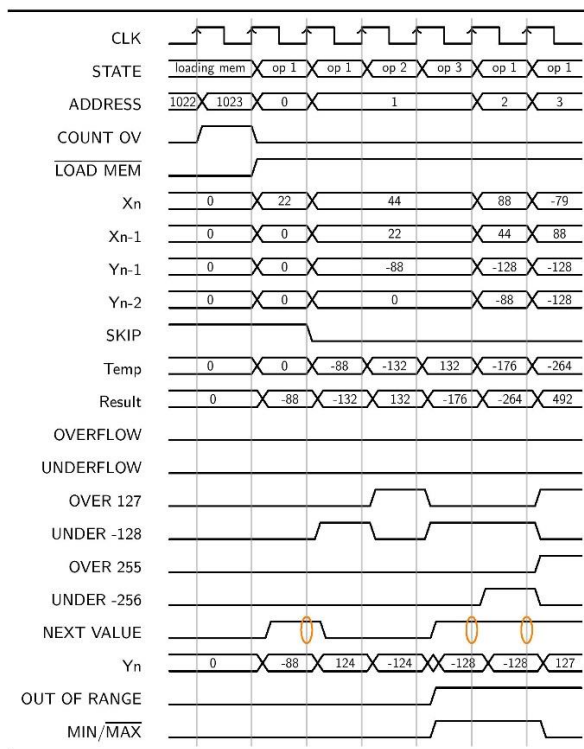 CLK
STATE loading mem op 1 op 1 op 2 op 3 op 1 op 1
ADDRESS 1022 1023 0 1 2 3
COUNT OV
LOAD MEM
Xn 0 22 44 88 -79
Xn-1 0 0 22 44 88
Yn-1 0 0 -88 -128 -128
Yn-2 0 0 0 -88 -128
SKIP
Temp 0 0 -88 -132 132 -176 -264
Result 0 -88 -132 132 -176 -264 492
OVERFLOW
UNDERFLOW
OVER 127
UNDER -128
OVER 255
UNDER -256
NEXT VALUE
Yn 0 -88 124 -124 -128 -128 127
OUT OF RANGE
MIN/MAX